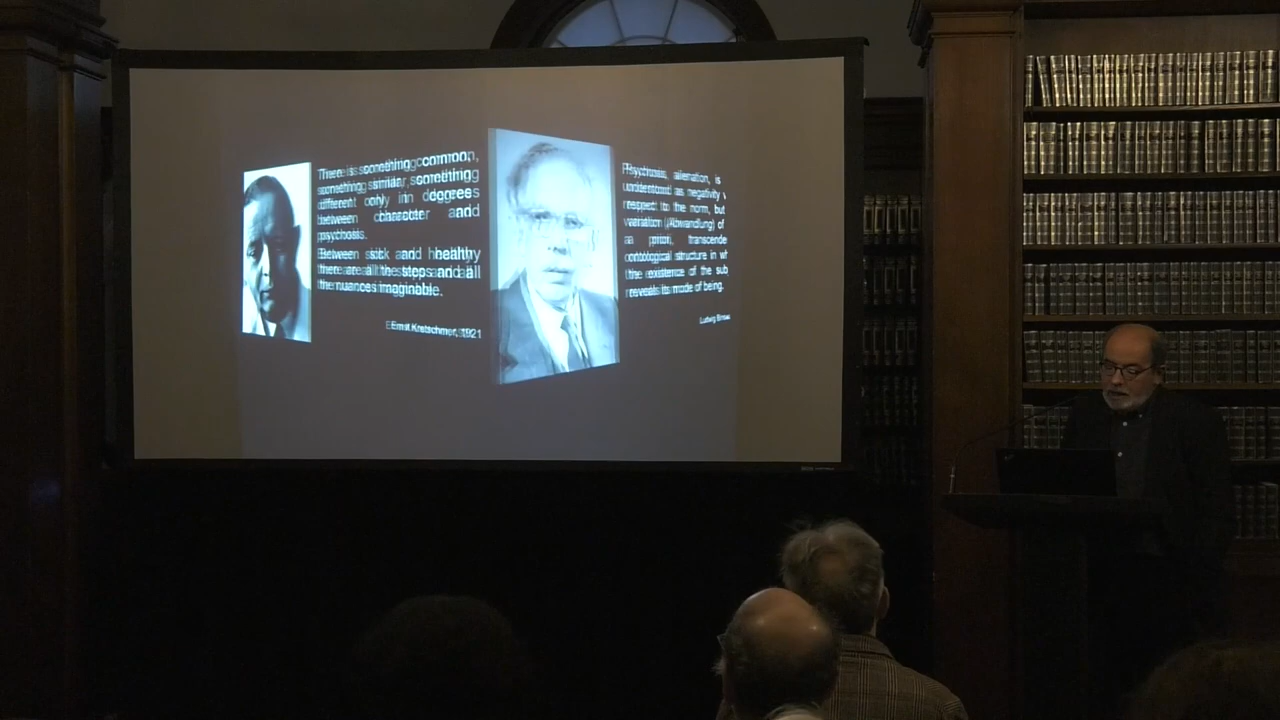 There is something common,
something similar, something
different only in degrees
between character and
psychosis.
Between sick and healthy
there are all the steps and all
the nuances imaginable.
Ernst Kretschmer, 1921
Psychosis, alienation, is
understood as negativity
respect to the norm, but
variation (Abwandlung) of
a priori, transcende
ontological structure in wh
the existence of the sub
reveals its mode of being.
Ludwig Binsw